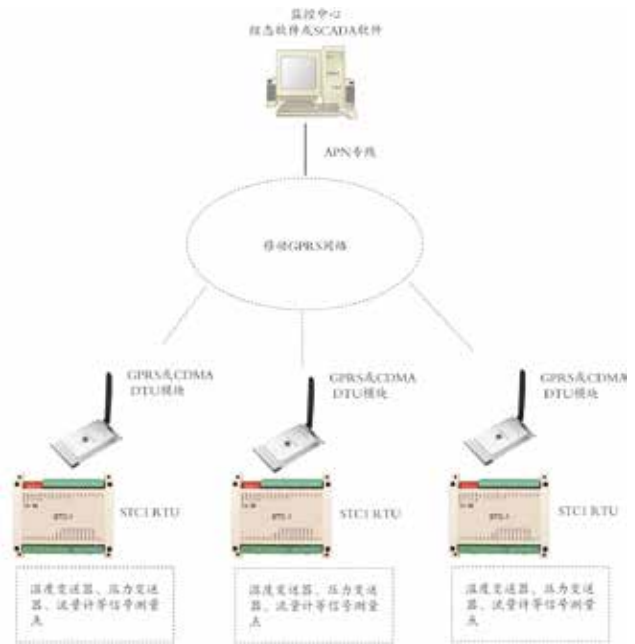 监控中心
组态软件或SCADA软件
APN专线
移动GPRS网络
GPRS或CDMA
DTU模块
GPRS或CDMA
DTU模块
GPRS或CDMA
DTU模块
STC1 RTU
STC1 RTU
STC1 RTU
STC-1
STC-1
STC-1
温度变送器、压力变送
器、流量计等信号测量
点
温度变送器、压力变送
器、流量计等信号测量
点
温度变送器、压力变送
器、流量计等信号测量
点